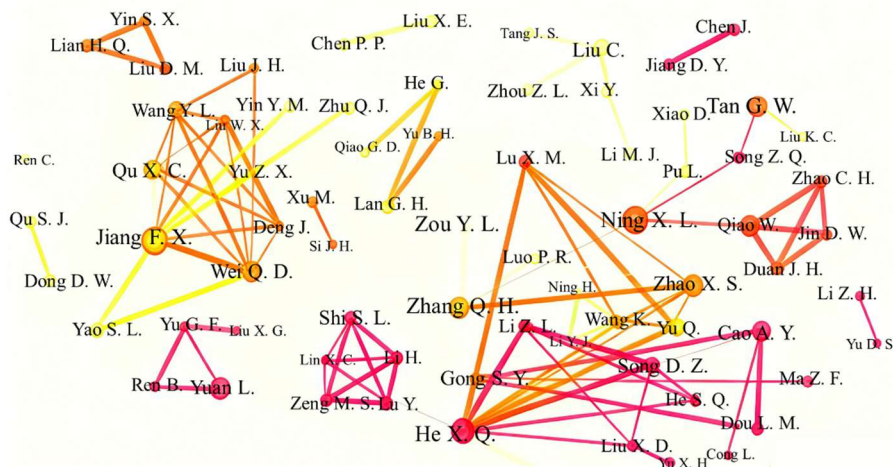 Yin S. X.
Liu X. E.
Lian H. Q.
Chen P. P.
Liu D. M.
Liu J. H.
Tang J. S.
Liu C.
Chen J.
Jiang D. Y.
He G.
Zhou Z. L.
Xi Y.
Wang Y. L.
Yin Y. M.
Zhu Q. J.
Liu W. X.
Yu B. H.
Xiao D.
Tan G. W.
Liu K. C.
Qiao G. D.
Ren C.
Qu X. C.
Yu Z. X.
Lu X. M.
Li M. J.
Song Z. Q.
Pu L.
Zhao C. H.
Xu M.
Lan G. H.
Qu S. J.
Deng J.
Zou Y. L.
Ning X. L.
Qiao W.
Jin D. W.
Jiang F. X.
Si J. H.
Luo P. R.
Wei Q. D.
Duan J. H.
Dong D. W.
Ning H.
Zhao X. S.
Li Z. H.
Zhang Q. H.
Yao S. L.
Yu G. F.
Liu X. G.
Shi S. L.
Li Z. L.
Wang K.
Yu Q.
Cao A. Y.
Li Y. J.
Yu D. S
Lin X. C.
Li H.
Song D. Z.
Ren B.
Yuan L.
Gong S. Y.
Ma Z. F.
Zeng M. S.
Lu Y.
He S. Q.
Dou L. M.
He X. Q.
Liu X. D.
Cong L.
Yu X. H